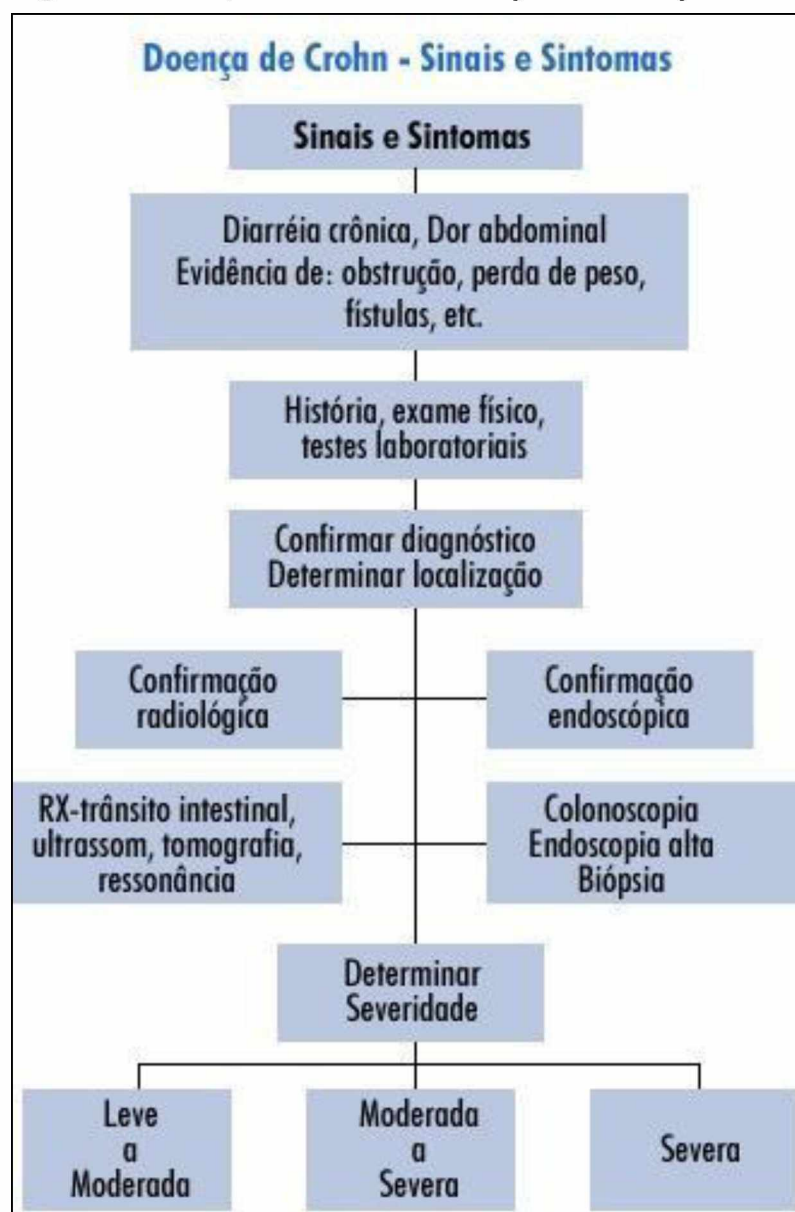 Doença de Crohn - Sinais e Sintomas
Sinais e Sintomas
Diarréia crônica, Dor abdominal
Evidência de: obstrução, perda de peso,
fístulas, etc.
História, exame físico,
testes laboratoriais
Confirmar diagnóstico
Determinar localização
Confirmação
radiológica
Confirmação
endoscópica
RX-trânsito intestinal,
ultrassom, tomografia,
ressonância
Colonoscopia
Endoscopia alta
Biópsia
Determinar
Severidade
Leve
a
Moderada
Moderada
a
Severa
Severa